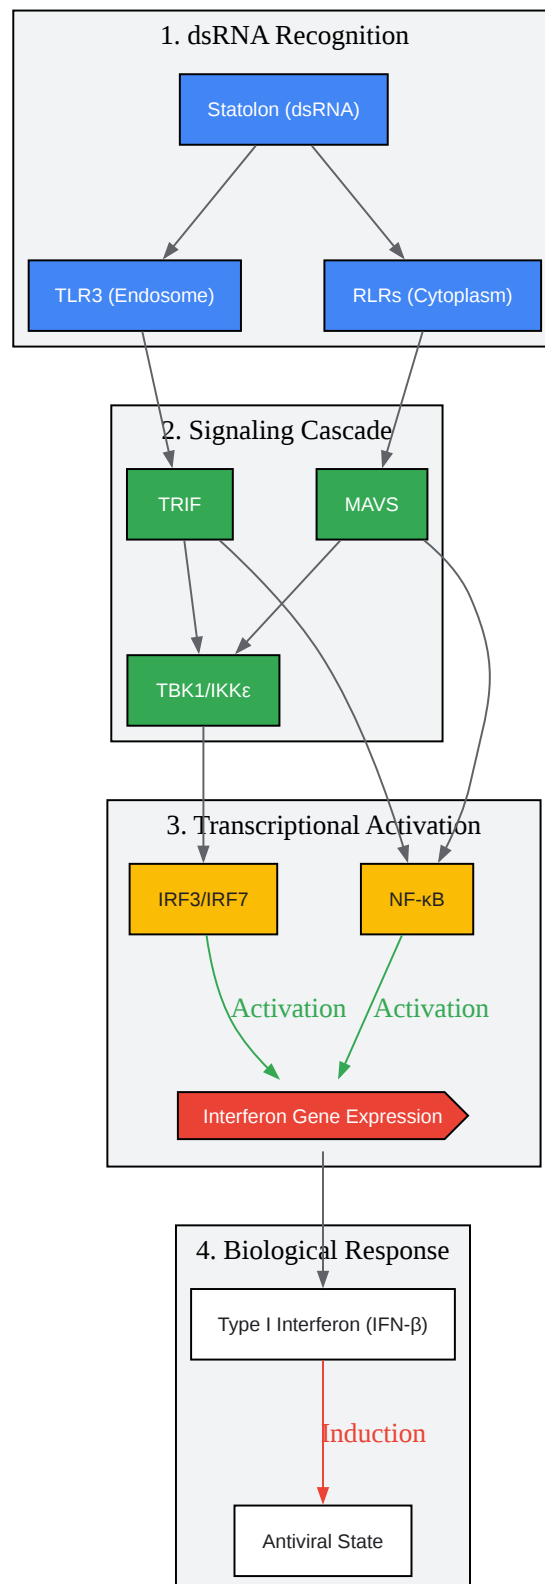 1. dsRNA Recognition
Statolon (dsRNA)
TLR3 (Endosome)
RLRs (Cytoplasm)
2. Signaling Cascade
TRIF
MAVS
TBK1/IKKε
3. Transcriptional Activation
IRF3/IRF7
NF-κB
Activation
Activation
Interferon Gene Expression
4. Biological Response
Type I Interferon (IFN-β)
Induction
Antiviral State